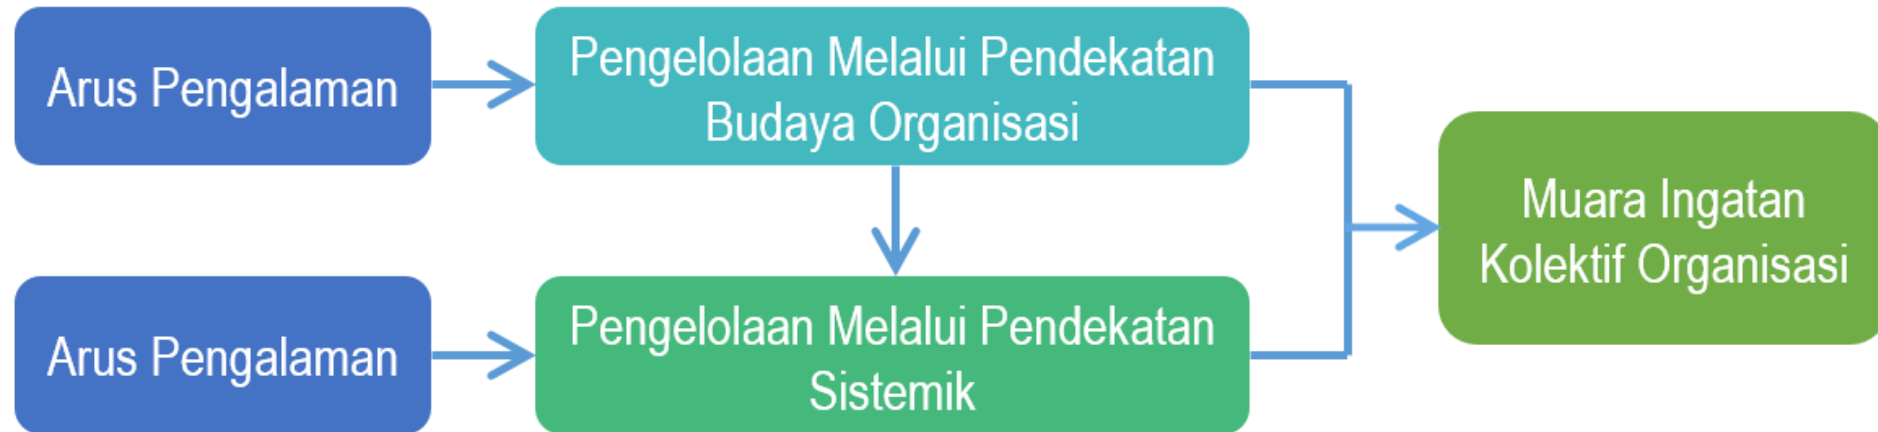 Arus Pengalaman
Pengelolaan Melalui Pendekatan
Budaya Organisasi
Arus Pengalaman
Pengelolaan Melalui Pendekatan
Sistemik
Muara Ingatan
Kolektif Organisasi